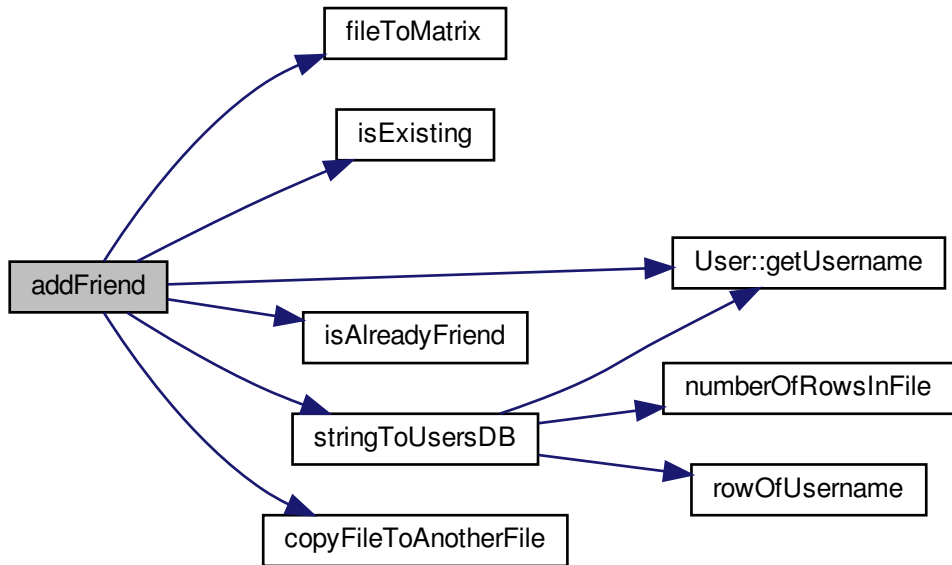 fileToMatrix
isExisting
User::getUsername
addFriend
isAlreadyFriend
numberOfRowsInFile
stringToUsersDB
rowOfUsername
copyFileToAnotherFile